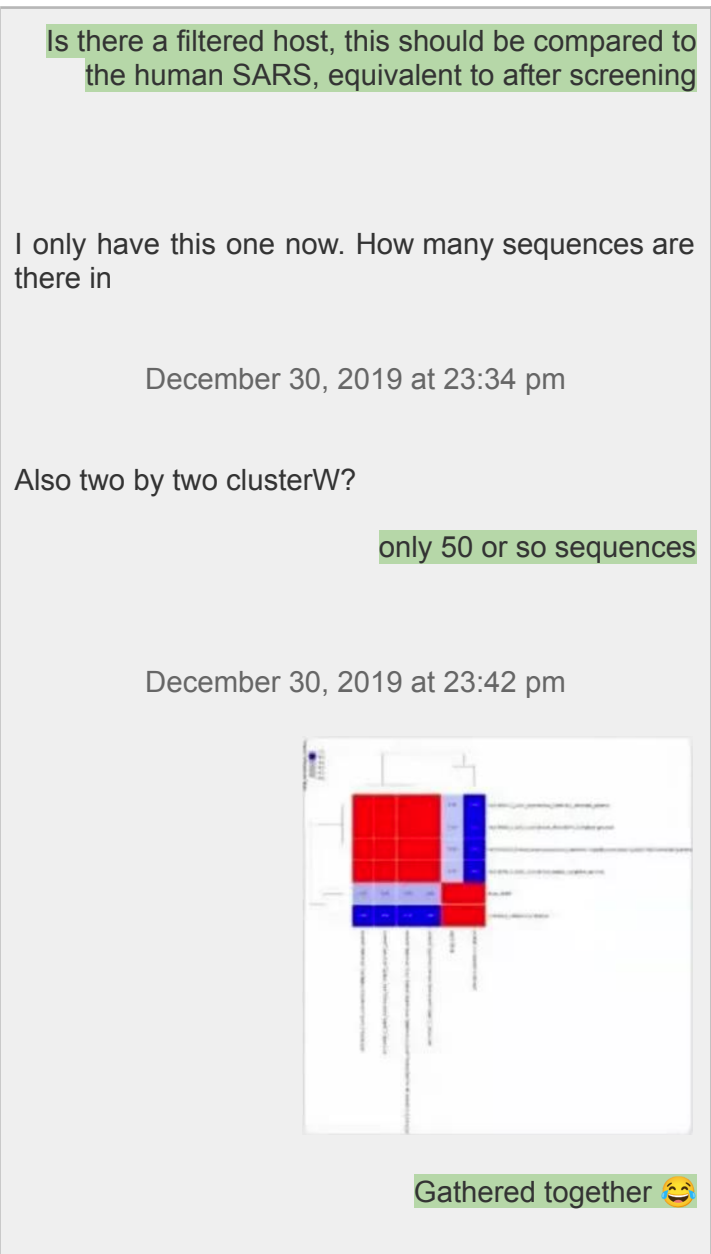 Is there a filtered host, this should be compared to
the human SARS, equivalent to after screening
I only have this one now. How many sequences are
there in
December 30, 2019 at 23:34 pm
Also two by two clusterW?
only 50 or so sequences
December 30, 2019 at 23:42 pm
Gathered together 😂